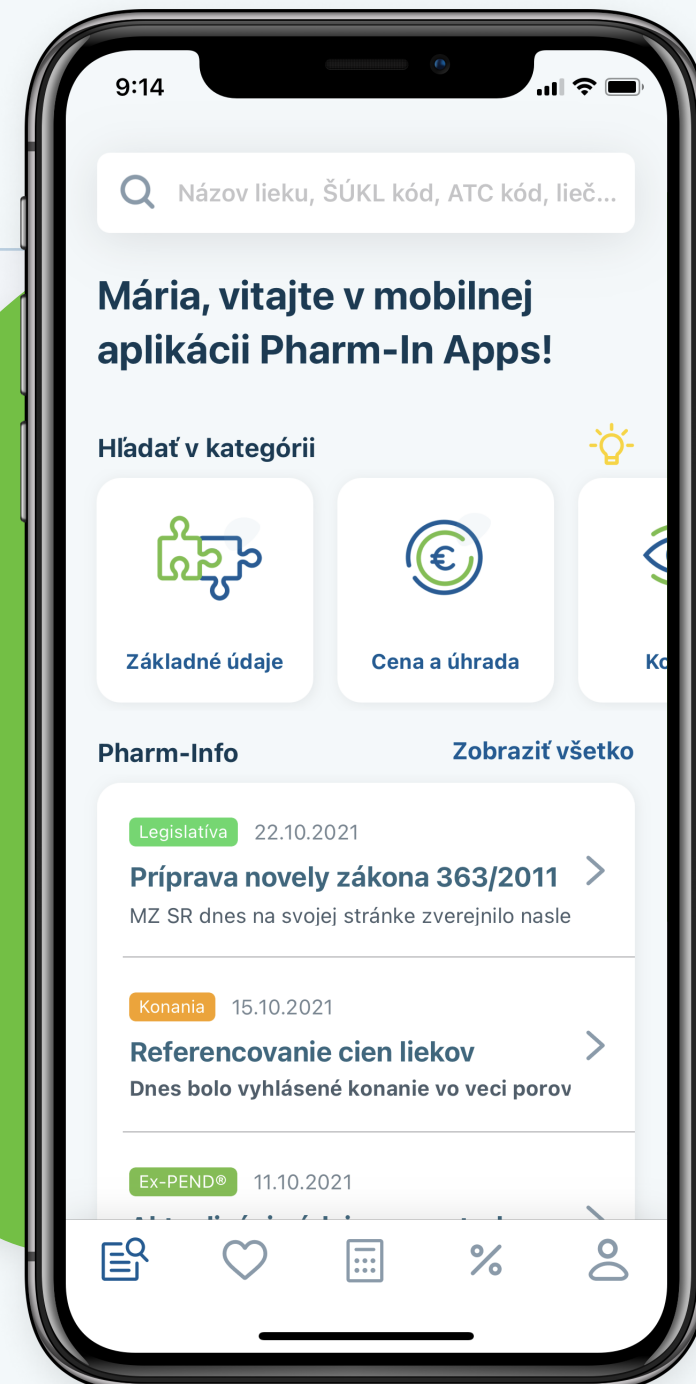 9:14
Názov lieku, ŠÚKL kód, ATC kód, lieč...
Mária, vitajte v mobilnej
aplikácii Pharm-In Apps!
Hľadať v kategórii
Základné údaje
Cena a úhrada
Ko
Pharm-Info
Zobraziť všetko
Legislatíva 22.10.2021
Príprava novely zákona 363/2011
MZ SR dnes na svojej stránke zverejnilo nasle
Konania 15.10.2021
Referencovanie cien liekov
Dnes bolo vyhlásené konanie vo veci porov
Ex-PEND® 11.10.2021